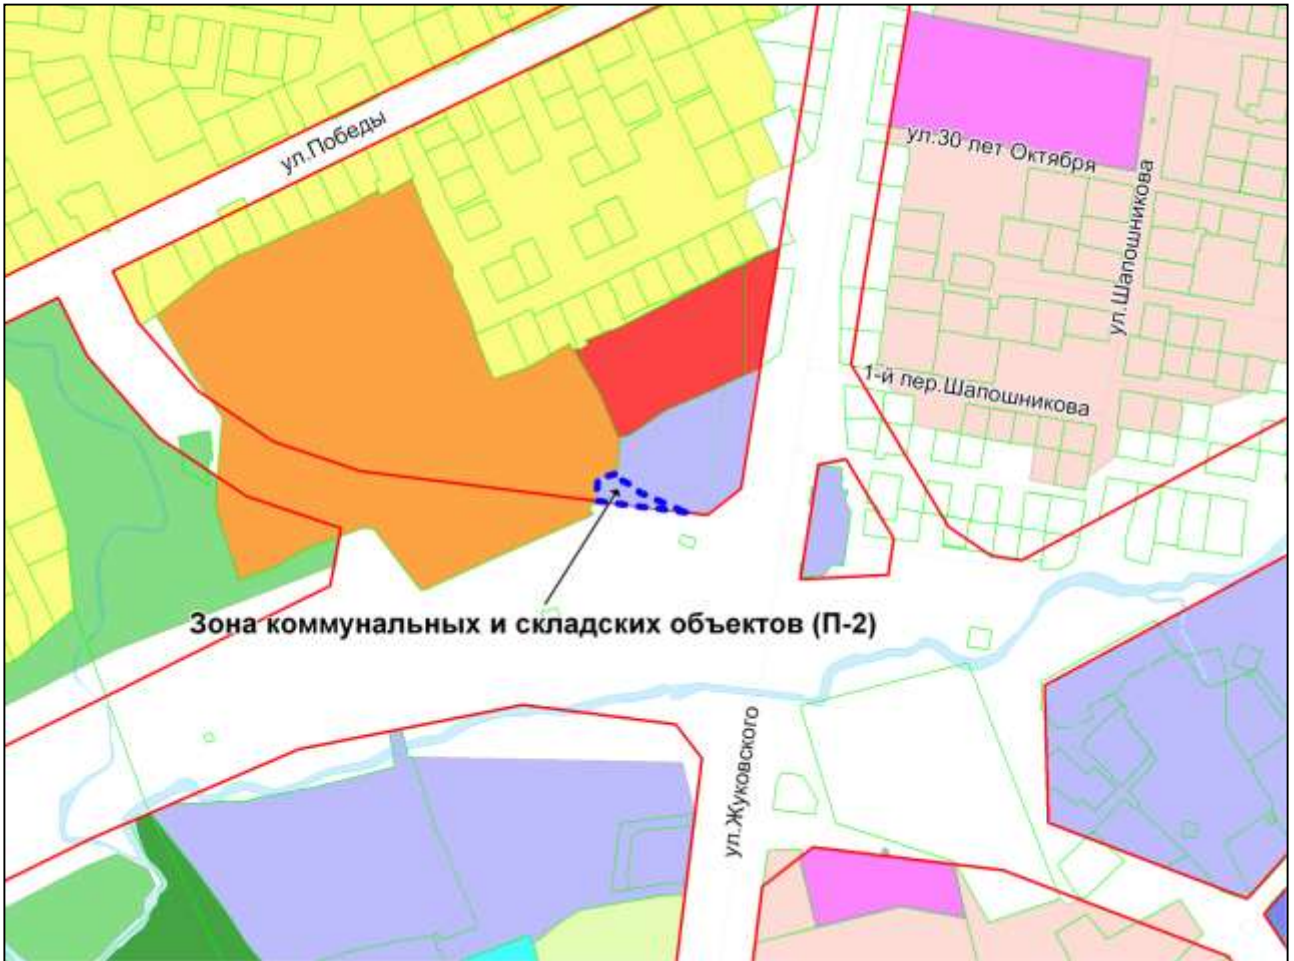 ул.Победы
ул.30 лет Октября
ул.Шапошникова
1-й пер.Шапошникова
Зона коммунальных и складских объектов (П-2)
ул.Жуковского